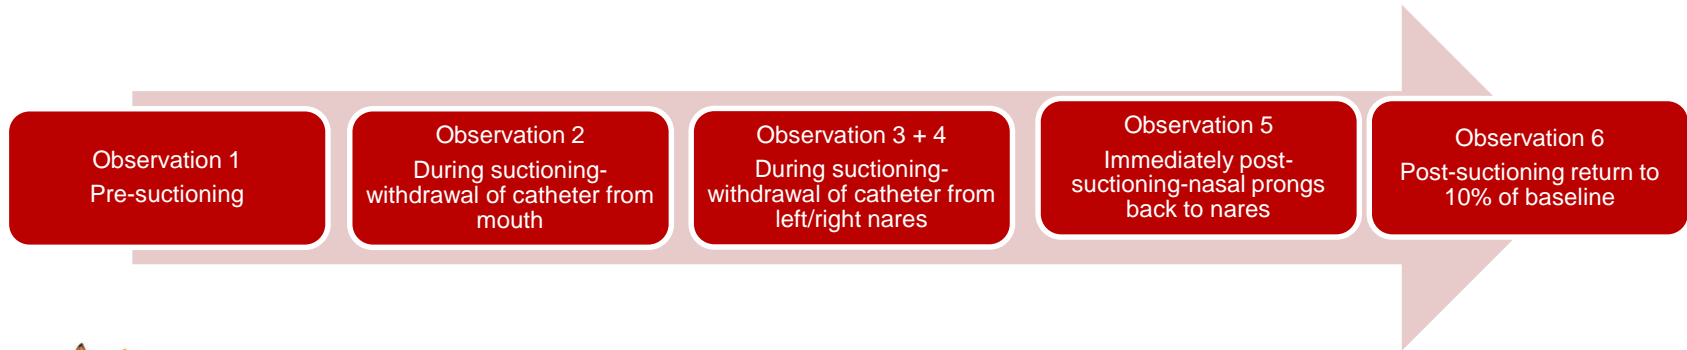 Observation 1
Pre-suctioning
Observation 2
During suctioning-
withdrawal of catheter from
mouth
Observation 3 + 4
During suctioning-
withdrawal of catheter from
left/right nares
Observation 5
Immediately post-
suctioning-nasal prongs
back to nares
Observation 6
Post-suctioning return to
10% of baseline